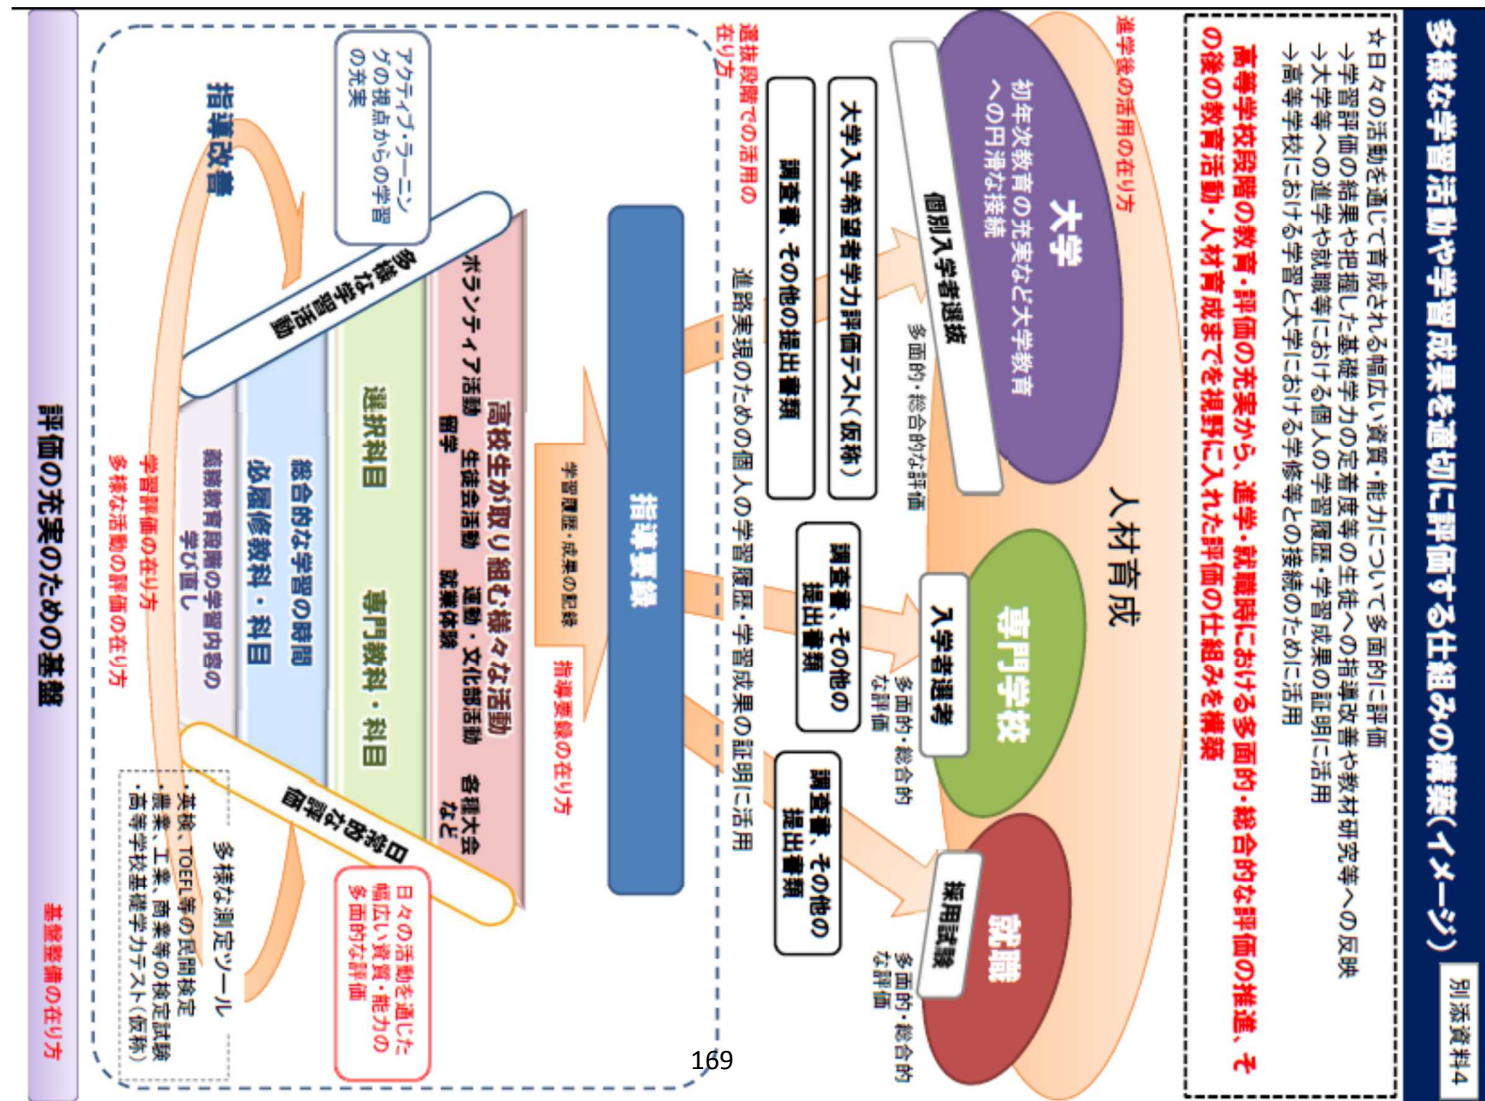 多様な学習活動や学習成果を適切に評価する仕組みの構築(イメージ)
別添資料4
☆日々の活動を通じて育成される幅広い資質・能力について多面的に評価
→学習評価の結果や把握した基礎学力の定着度等の生徒への指導改善や教材研究等への反映
→大学等への進学や就職等における個人の学習履歴・学習成果の証明に活用
→高等学校における学習と大学における学修等との接続のために活用
高等学校段階の教育・評価の充実から、進学・就職時における多面的・総合的な評価の推進、そ
の後の教育活動・人材育成までを視野に入れた評価の仕組みを構築
進学後の活用の在り方
人材育成
大学
初年次教育の充実など大学教育
への円滑な接続
個別入学者選抜
専門学校
入学者選考
就職
採用試験
多面的・総合的な評価
多面的・総合的
な評価
多面的・総合的
な評価
大学入学希望者学力評価テスト(仮称)
調査書、その他の提出書類
調査書、その他の
提出書類
調査書、その他の
提出書類
選抜段階での活用の
在り方
進路実現のための個人の学習履歴・学習成果の証明に活用
指導要録
学習履歴・成果の記録
指導要録の在り方
高校生が取り組む様々な活動
ボランティア活動 生徒会活動 運動・文化部活動 各種大会
留学 就業体験 など
選択科目 専門教科・科目
総合的な学習の時間
必履修教科・科目
義務教育段階の学習内容の
学び直し
多様な学習活動
日常的な評価
アクティブ・ラーニン
グの視点からの学習
の充実
日々の活動を通じた
幅広い資質・能力の
多面的な評価
指導改善
学習評価の在り方
多様な活動の評価の在り方
多様な測定ツール
・英検、TOEFL等の民間検定
・農業、工業、商業等の検定試験
・高等学校基礎学力テスト(仮称)
評価の充実のための基盤
基盤整備の在り方
169